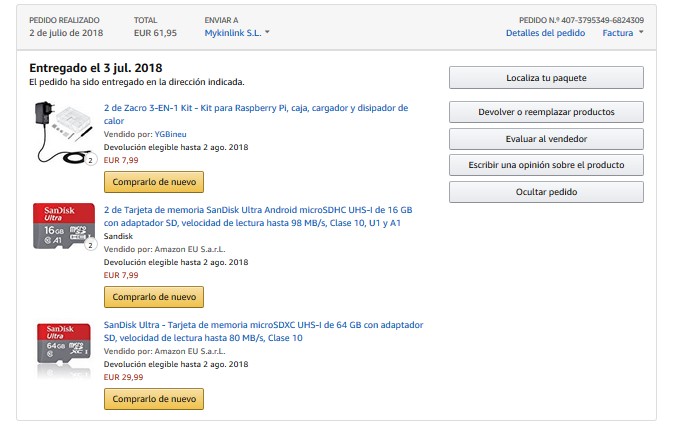 PEDIDO REALIZADO TOTAL ENVIAR A PEDIDO N.º 407-3795349-6824309
2 de julio de 2018 EUR 61,95 Mykinlink S.L. Detalles del pedido Factura
Entregado el 3 jul. 2018
El pedido ha sido entregado en la dirección indicada.
Localiza tu paquete
Devolver o reemplazar productos
Evaluar al vendedor
Escribir una opinión sobre el producto
Ocultar pedido
2
2 de Zacro 3-EN-1 Kit - Kit para Raspberry Pi, caja, cargador y disipador de
calor
Vendido por: YGBineu
Devolución elegible hasta 2 ago. 2018
EUR 7,99
Comprarlo de nuevo
SanDisk
Ultra
16GB
A1
2
2 de Tarjeta de memoria SanDisk Ultra Android microSDHC UHS-I de 16 GB
con adaptador SD, velocidad de lectura hasta 98 MB/s, Clase 10, U1 y A1
Sandisk
Vendido por: Amazon EU S.a.r.L.
Devolución elegible hasta 2 ago. 2018
EUR 7,99
Comprarlo de nuevo
SanDisk
Ultra
64GB
SanDisk Ultra - Tarjeta de memoria microSDXC UHS-I de 64 GB con adaptador
SD, velocidad de lectura hasta 80 MB/s, Clase 10
Vendido por: Amazon EU S.a.r.L.
Devolución elegible hasta 2 ago. 2018
EUR 29,99
Comprarlo de nuevo